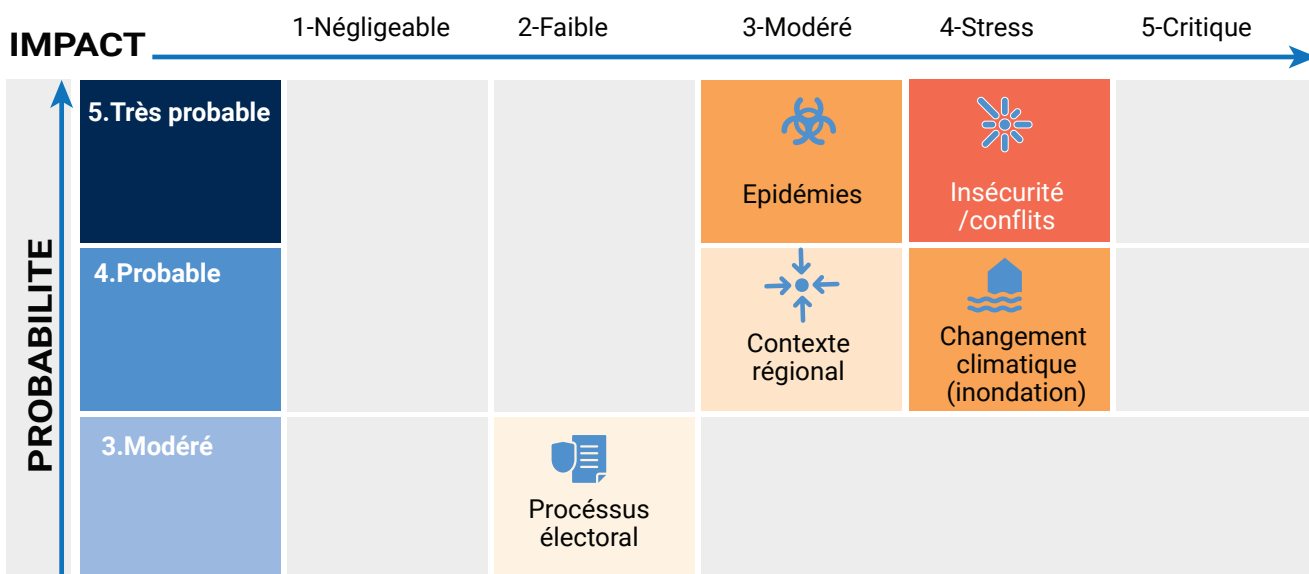 IMPACT
1-Négligeable
2-Faible
3-Modéré
4-Stress
5-Critique
PROBABILITE
5.Très probable
Epidémies
Insécurité
/conflits
4.Probable
Contexte
régional
Changement
climatique
(inondation)
3.Modéré
Procéssus
électoral